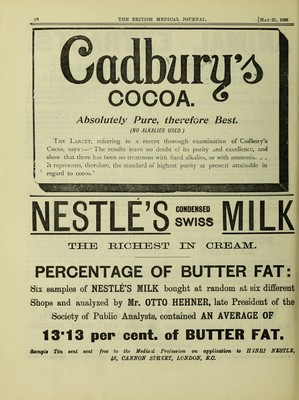 THE BRITISH MEDICAL JOURNAL.
Cadbury's
COCOA.
Absolutely Pure, therefore Best.
(NO ALKALIES USED.)
THE LANCET, referring to a recent thorough examination of Cadbury's
Cocoa, says:—"The results leave no doubt of its purity and excellence, and
show that there has been no treatment with fixed alkalies, or with ammonia. . .
It represents, therefore, the standard of highest purity at present attainable in
regard to cocoa."
NESTLÉ'S CONDENSED SWISS MILK
THE RICHEST IN CREAM.
PERCENTAGE OF BUTTER FAT:
Six samples of NESTLÉ'S MILK bought at random at six different
Shops and analyzed by Mr. OTTO HEHNER, late President of the
Society of Public Analysts, contained AN AVERAGE OF
13·13 per cent. of BUTTER FAT.
Sample Tin sent free to the Medical Profession on application to HENRI NESTLE,
48, CANNON STREET, LONDON, E.C.